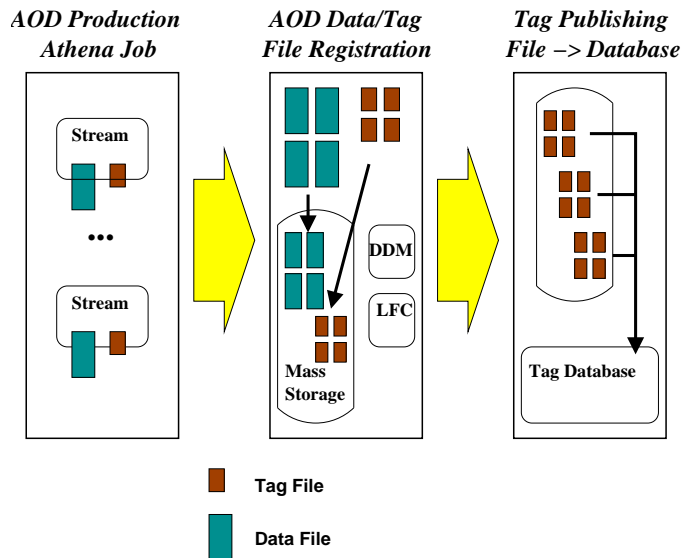 AOD Production
Athena Job
AOD Data/Tag
File Registration
Tag Publishing
File −> Database
Stream
...
Stream
DDM
LFC
Mass
Storage
Tag Database
Tag File
Data File